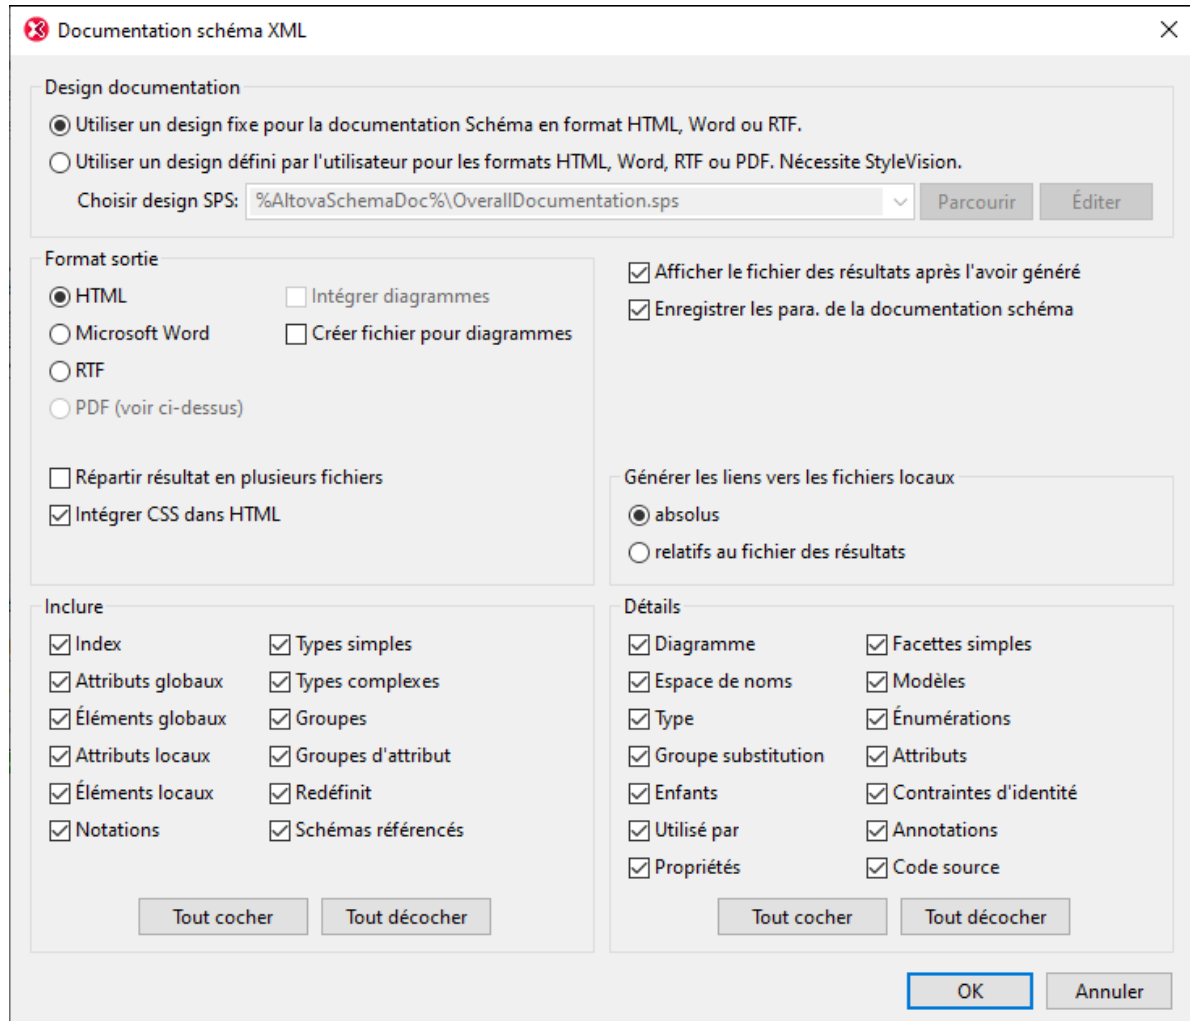 Documentation schéma XML
Design documentation
Utiliser un design fixe pour la documentation Schéma en format HTML, Word ou RTF.
Utiliser un design défini par l'utilisateur pour les formats HTML, Word, RTF ou PDF. Nécessite StyleVision.
Choisir design SPS: %AltovaSchemaDoc%\OverallDocumentation.sps Parcourir Éditer
Format sortie
HTML Intégrer diagrammes
Microsoft Word Créer fichier pour diagrammes
RTF
PDF (voir ci-dessus)
Répartir résultat en plusieurs fichiers
Intégrer CSS dans HTML
Afficher le fichier des résultats après l'avoir généré
Enregistrer les para. de la documentation schéma
Générer les liens vers les fichiers locaux
absolus
relatifs au fichier des résultats
Inclure
Index Types simples
Attributs globaux Types complexes
Éléments globaux Groupes
Attributs locaux Groupes d'attribut
Éléments locaux Redéfinit
Notations Schémas référencés
Tout cocher Tout décocher
Détails
Diagramme Facettes simples
Espace de noms Modèles
Type Énumérations
Groupe substitution Attributs
Enfants Contraintes d'identité
Utilisé par Annotations
Propriétés Code source
Tout cocher Tout décocher
OK Annuler